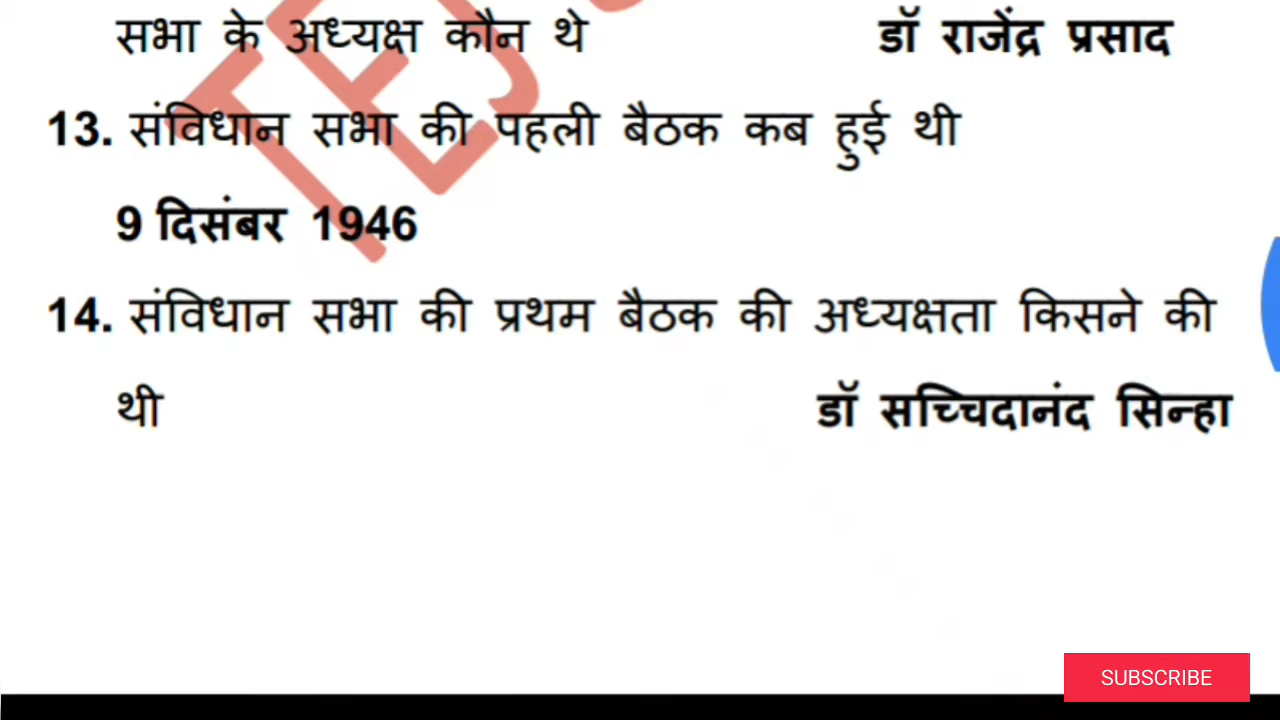 सभा के अध्यक्ष कौन थे डॉ राजेंद्र प्रसाद
13. संविधान सभा की पहली बैठक कब हुई थी
9 दिसंबर 1946
14. संविधान सभा की प्रथम बैठक की अध्यक्षता किसने की
थी डॉ सच्चिदानंद सिन्हा
SUBSCRIBE